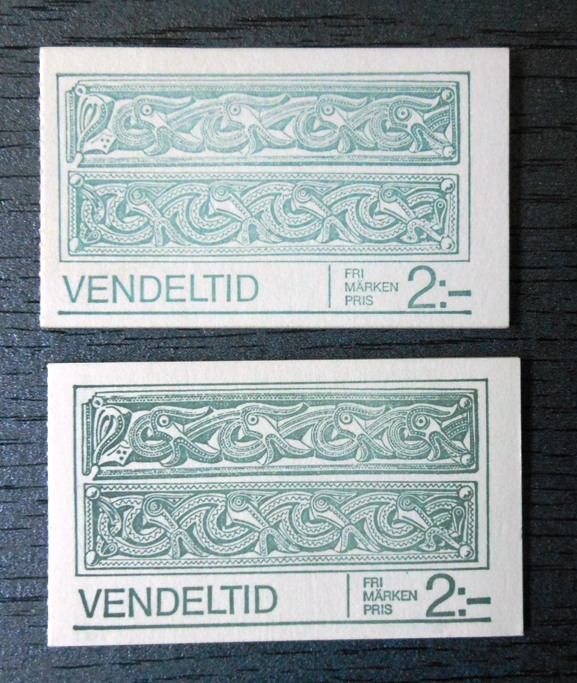 VENDELTID
FRI
MÄRKEN
PRIS
2:–
VENDELTID
FRI
MÄRKEN
PRIS
2:–